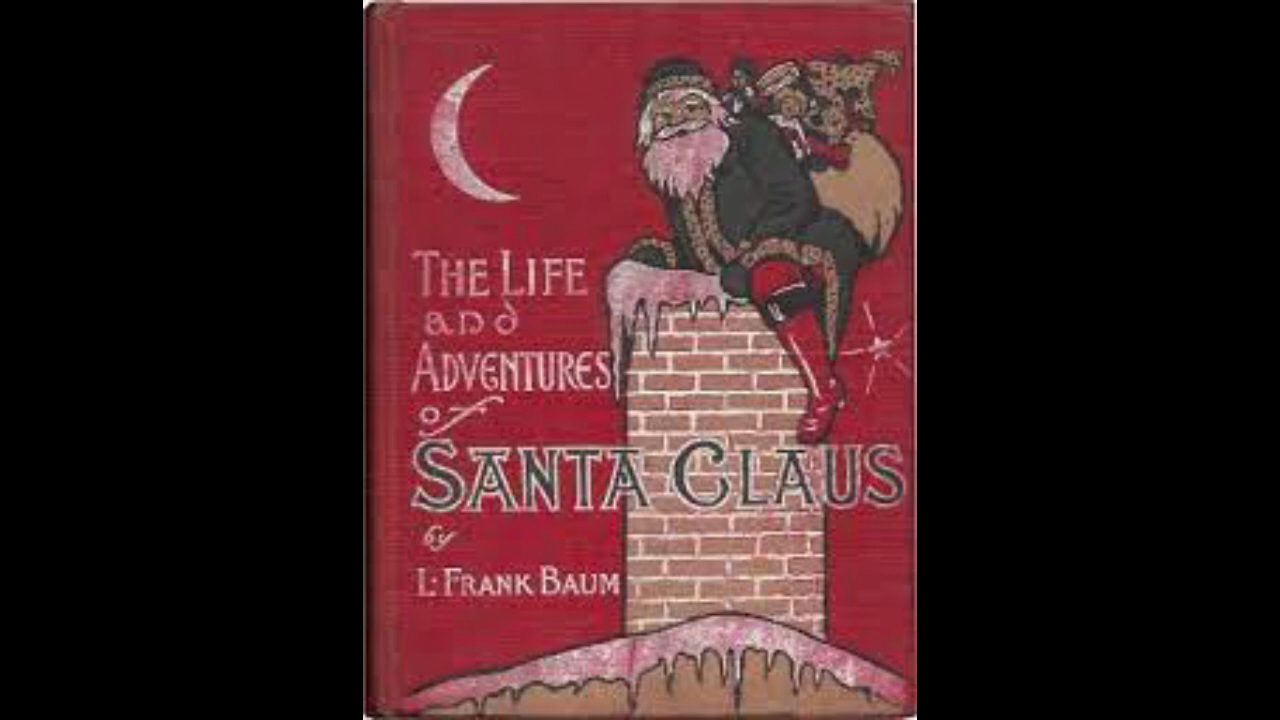 THE LIFE
and
ADVENTURES
of
SANTA CLAUS
by
L. FRANK BAUM